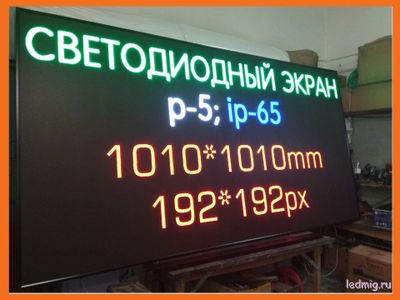 СВЕТОДИОДНЫЙ ЭКРАН
p-5; ip-65
1010*1010mm
192*192px
ledmig.ru